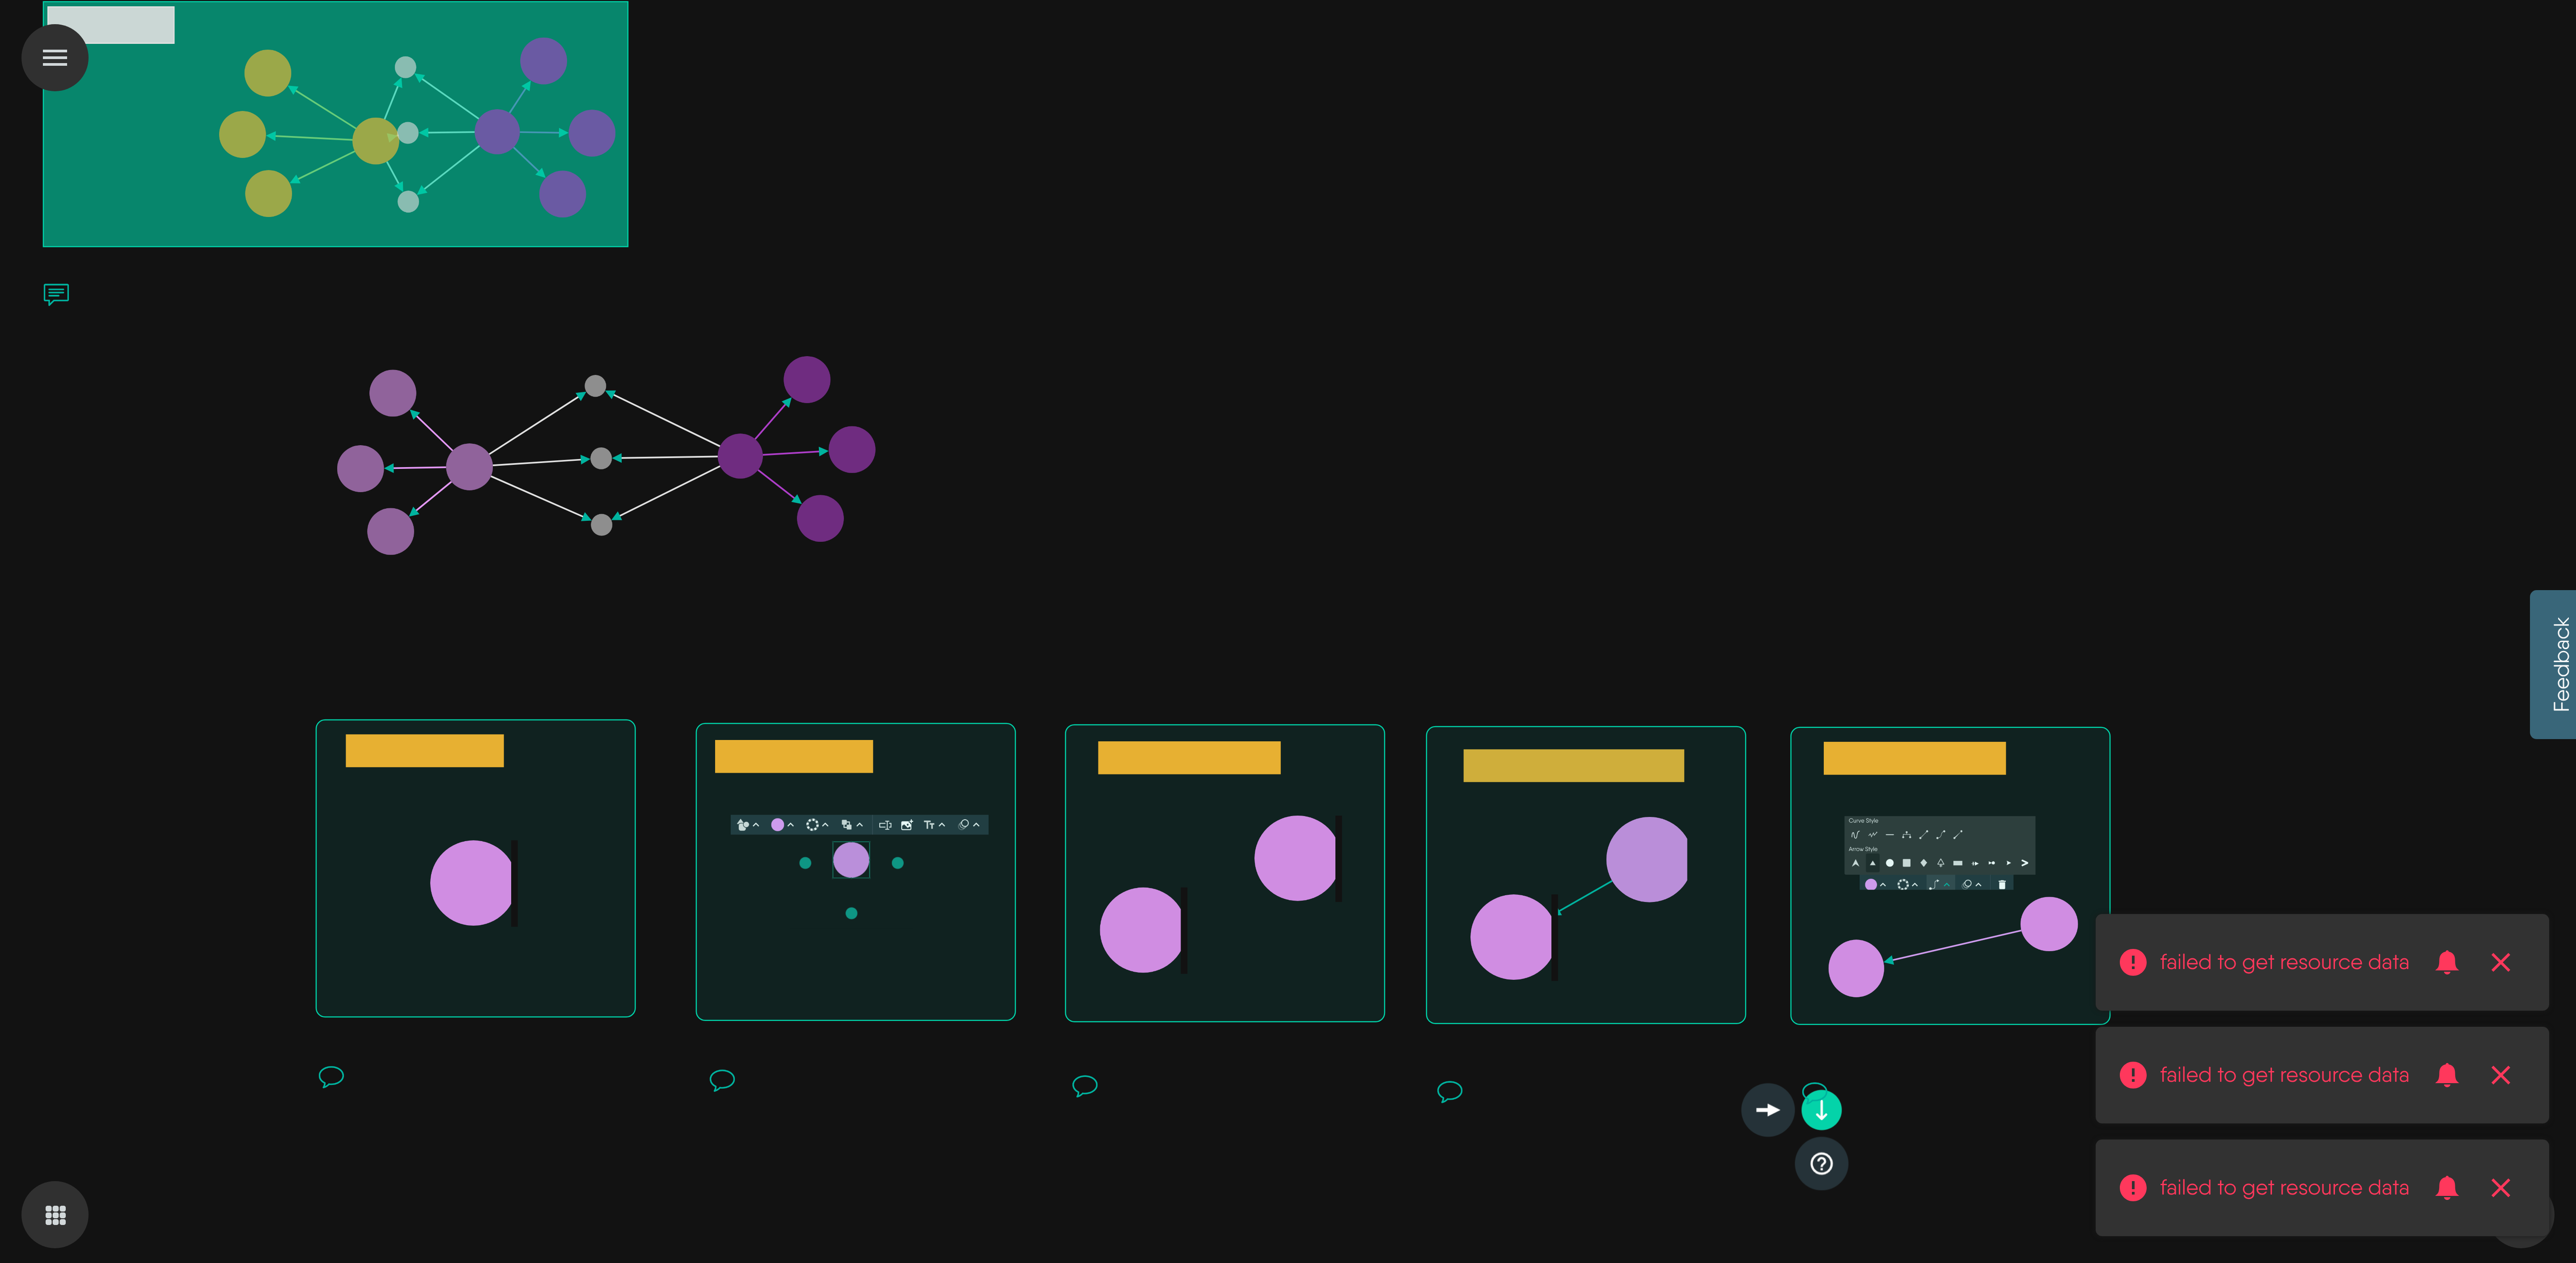 Feedback
Tт
Curve Style
Arrow Style
failed to get resource data
failed to get resource data
failed to get resource data